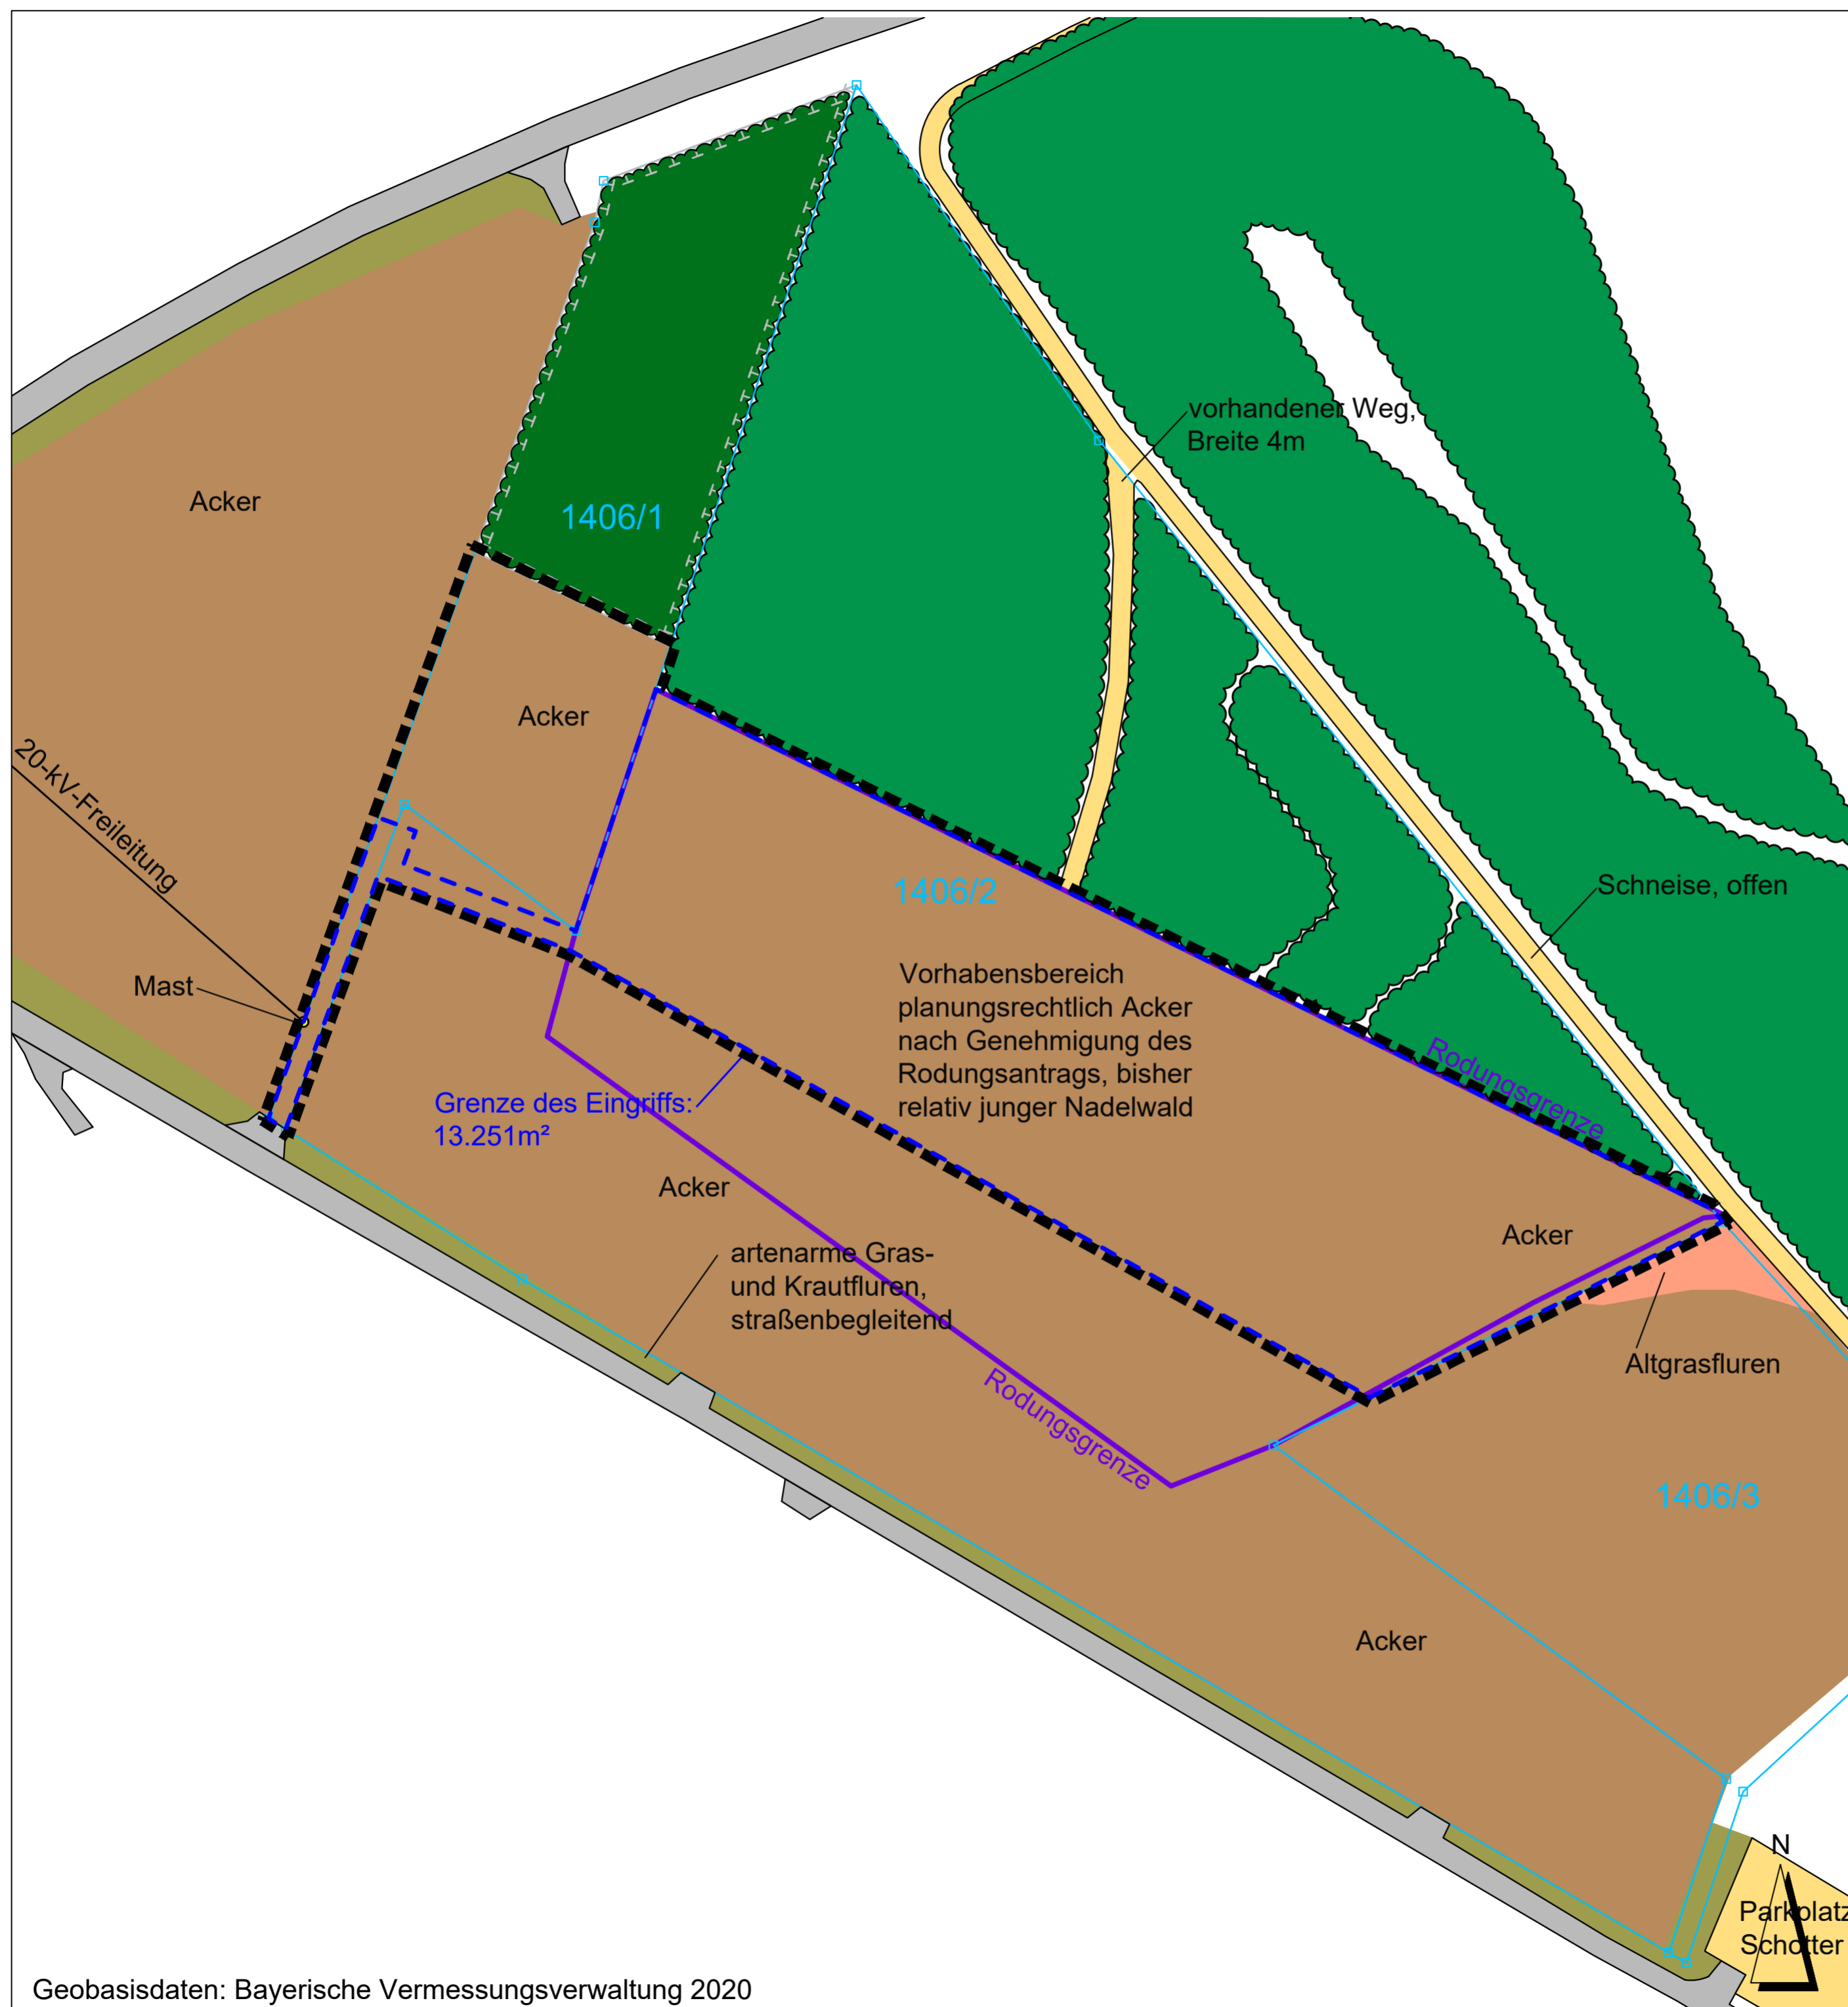 vorhandener Weg,
Breite 4m
Acker
1406/1
Acker
20-kV-Freileitung
1406/2
Schneise, offen
Mast
Vorhabensbereich
planungsrechtlich Acker
nach Genehmigung des
Rodungsantrags, bisher
relativ junger Nadelwald
Rodungsgrenze
Grenze des Eingriffs:
13.251m²
Acker
Acker
artenarme Gras-
und Krautfluren,
straßenbegleitend
Altgrasfluren
Rodungsgrenze
1406/3
Acker
N
Parkplatz
Schotter
Geobasisdaten: Bayerische Vermessungsverwaltung 2020